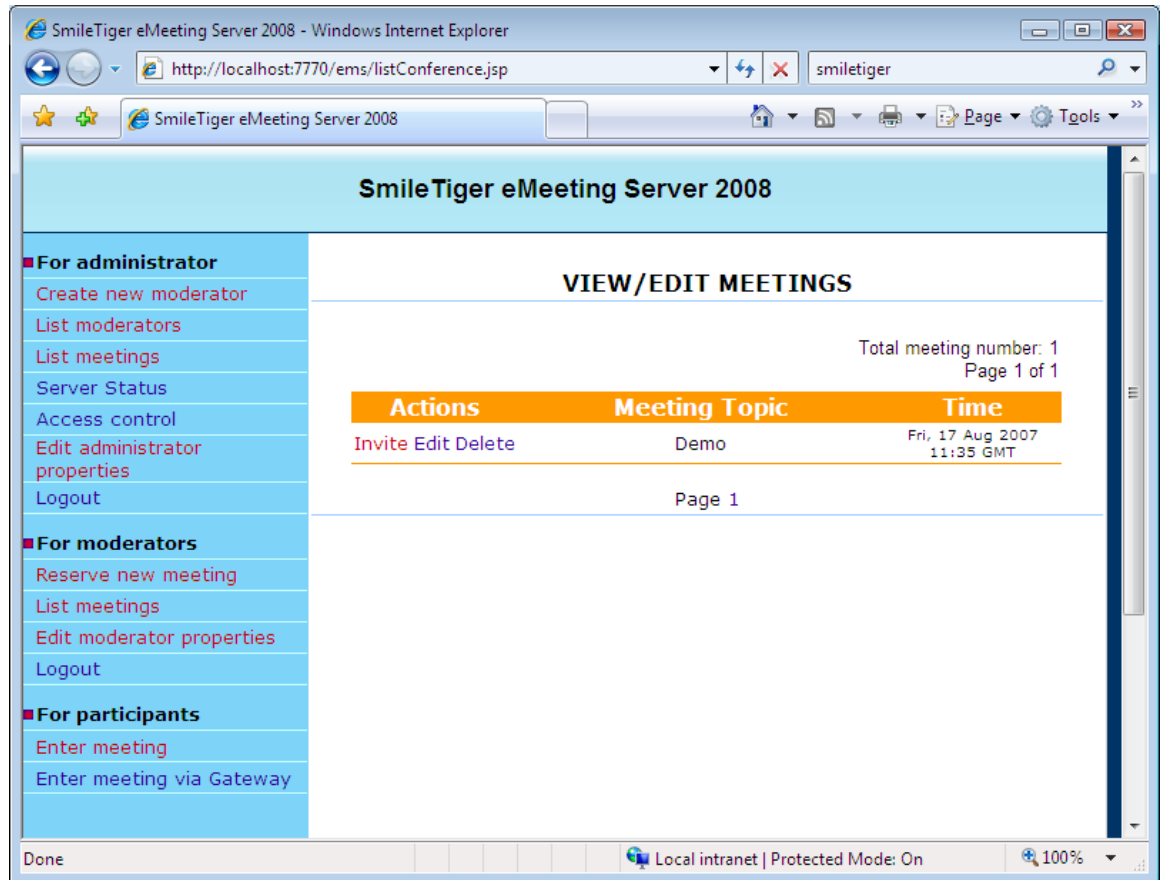 SmileTiger eMeeting Server 2008 - Windows Internet Explorer
http://localhost:7770/ems/listConference.jsp
smiletiger
SmileTiger eMeeting Server 2008
Page
Tools
SmileTiger eMeeting Server 2008
For administrator
Create new moderator
List moderators
List meetings
Server Status
Access control
Edit administrator
properties
Logout
For moderators
Reserve new meeting
List meetings
Edit moderator properties
Logout
For participants
Enter meeting
Enter meeting via Gateway
VIEW/EDIT MEETINGS
Total meeting number: 1
Page 1 of 1
Actions Meeting Topic Time
Invite Edit Delete Demo Fri, 17 Aug 2007
11:35 GMT
Page 1
Done
Local intranet | Protected Mode: On
100%